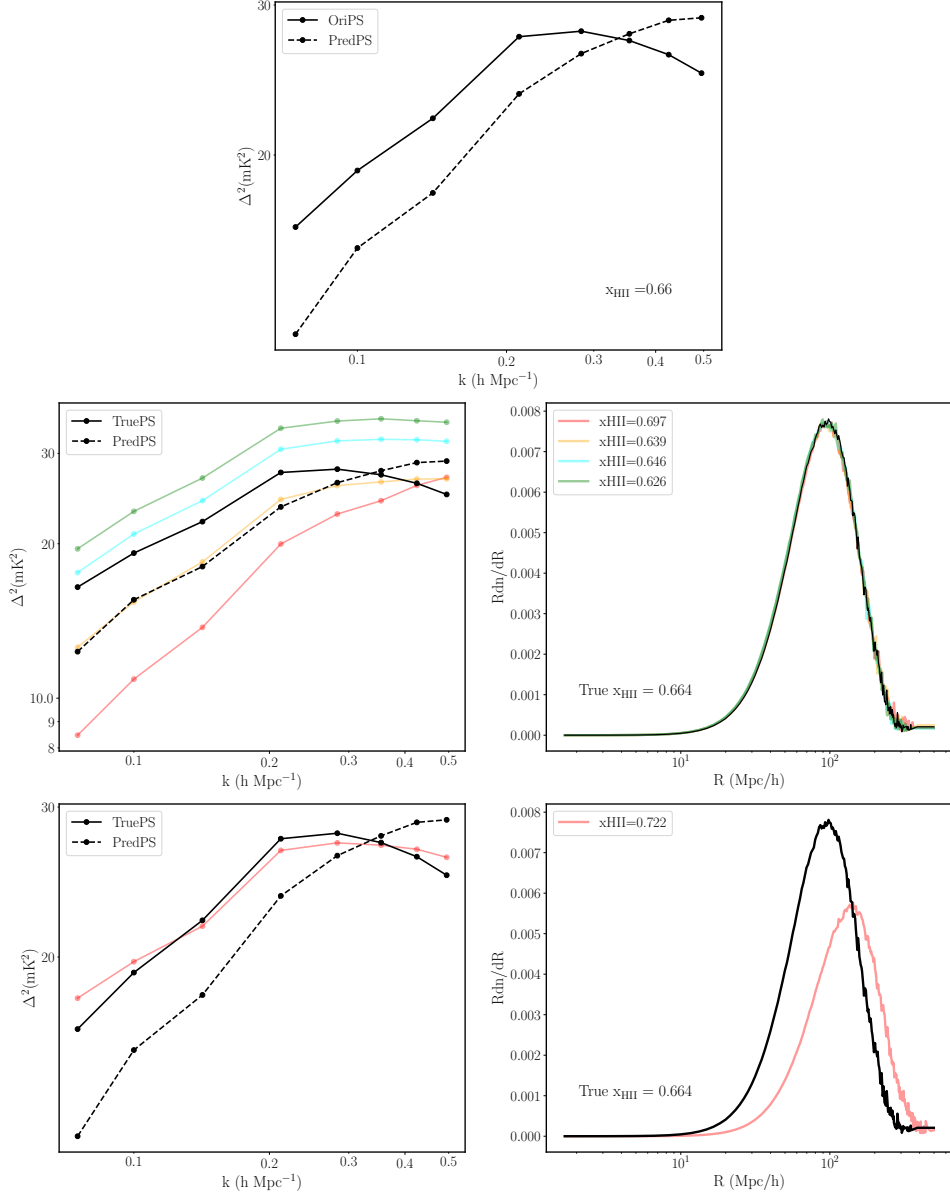 30
OriPS
PredPS
20
Δ²(mK²)
x_HII =0.66
0.1 0.2 0.3 0.4 0.5
k (h Mpc⁻¹)
TruePS
PredPS
30
20
10.0
9
8
Δ²(mK²)
0.1 0.2 0.3 0.4 0.5
k (h Mpc⁻¹)
0.008
xHII=0.697
xHII=0.639
xHII=0.646
xHII=0.626
0.007
0.006
0.005
0.004
0.003
0.002
0.001
0.000
Rdn/dR
True x_HII = 0.664
10¹ 10²
R (Mpc/h)
30
TruePS
PredPS
20
Δ²(mK²)
0.1 0.2 0.3 0.4 0.5
k (h Mpc⁻¹)
0.008
xHII=0.722
0.007
0.006
0.005
0.004
0.003
0.002
0.001
0.000
Rdn/dR
True x_HII = 0.664
10¹ 10²
R (Mpc/h)